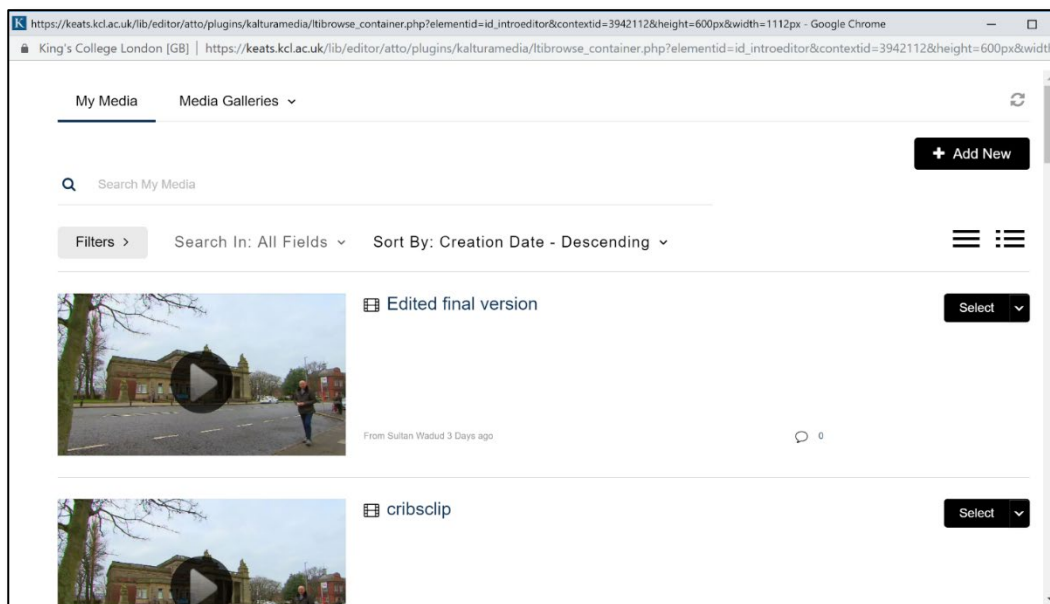 K https://keats.kcl.ac.uk/lib/editor/atto/plugins/kalturamedia/ltibrowse_container.php?elementid=id_introeditor&contextid=3942112&height=600px&width=1112px - Google Chrome
King's College London [GB] | https://keats.kcl.ac.uk/lib/editor/atto/plugins/kalturamedia/ltibrowse_container.php?elementid=id_introeditor&contextid=3942112&height=600px&widt
My Media Media Galleries
+ Add New
Search My Media
Filters > Search In: All Fields Sort By: Creation Date - Descending
Edited final version Select
From Sultan Wadud 3 Days ago 0
cribsclip Select